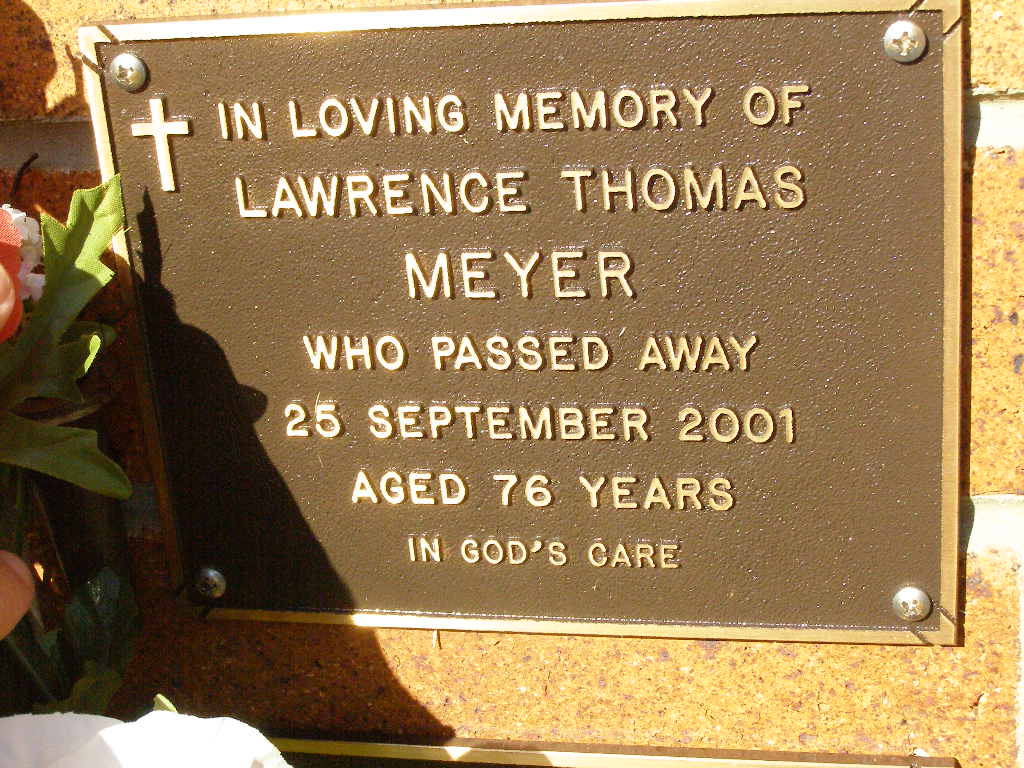 IN LOVING MEMORY OF
LAWRENCE THOMAS
MEYER
WHO PASSED AWAY
25 SEPTEMBER 2001
AGED 76 YEARS
IN GOD'S CARE